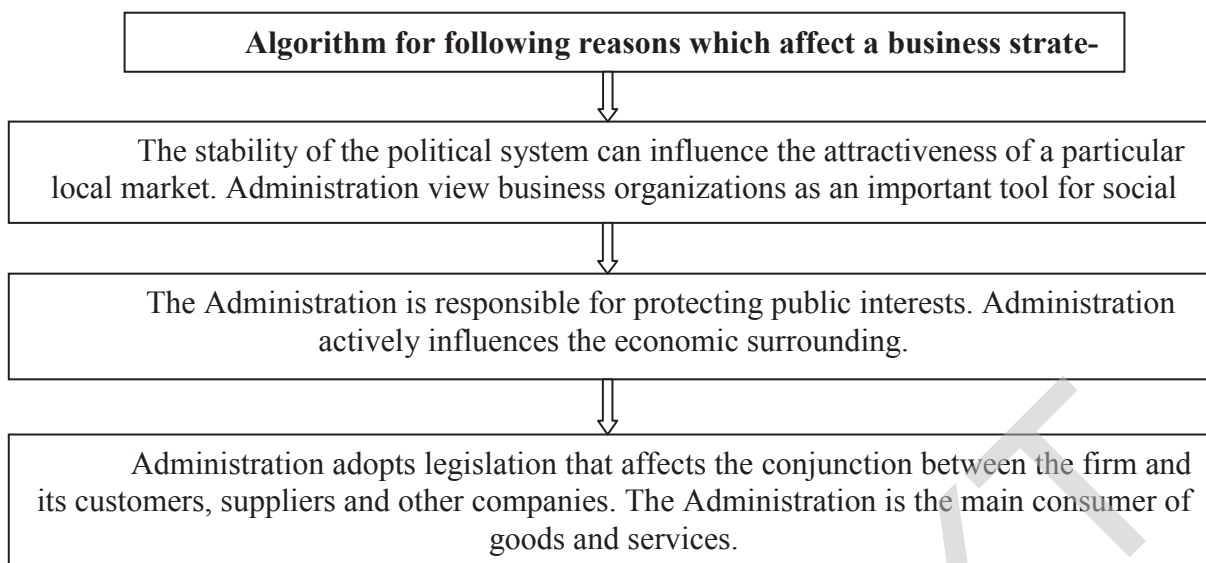 Algorithm for following reasons which affect a business strate-
The stability of the political system can influence the attractiveness of a particular
local market. Administration view business organizations as an important tool for social
The Administration is responsible for protecting public interests. Administration
actively influences the economic surrounding.
Administration adopts legislation that affects the conjunction between the firm and
its customers, suppliers and other companies. The Administration is the main consumer of
goods and services.